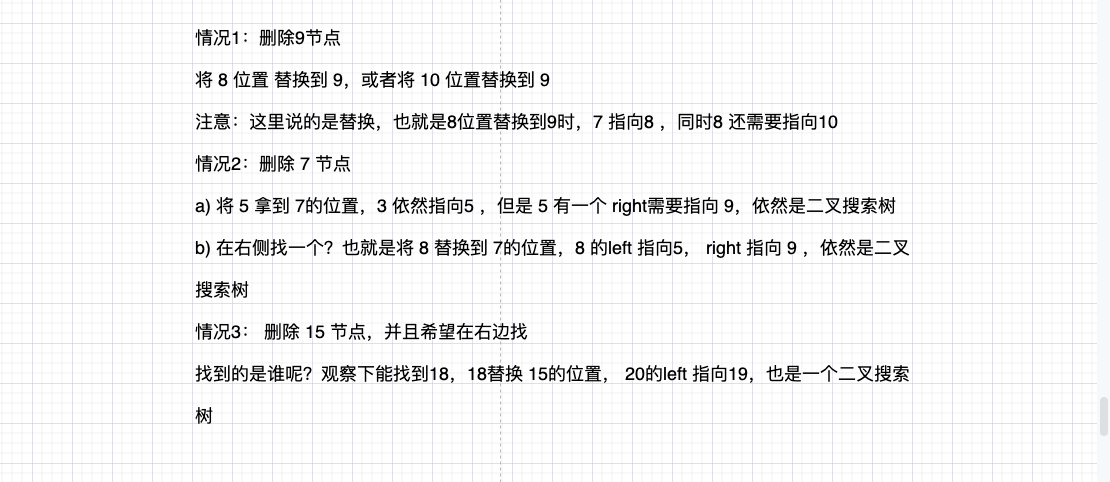 情况1：删除9节点
将 8 位置 替换到 9，或者将 10 位置替换到 9
注意：这里说的是替换，也就是8位置替换到9时，7 指向8 ，同时8 还需要指向10
情况2：删除 7 节点
a) 将 5 拿到 7的位置，3 依然指向5 ，但是 5 有一个 right需要指向 9，依然是二叉搜索树
b) 在右侧找一个？也就是将 8 替换到 7的位置，8 的left 指向5， right 指向 9 ，依然是二叉
搜索树
情况3： 删除 15 节点，并且希望在右边找
找到的是谁呢？观察下能找到18，18替换 15的位置， 20的left 指向19，也是一个二叉搜索
树